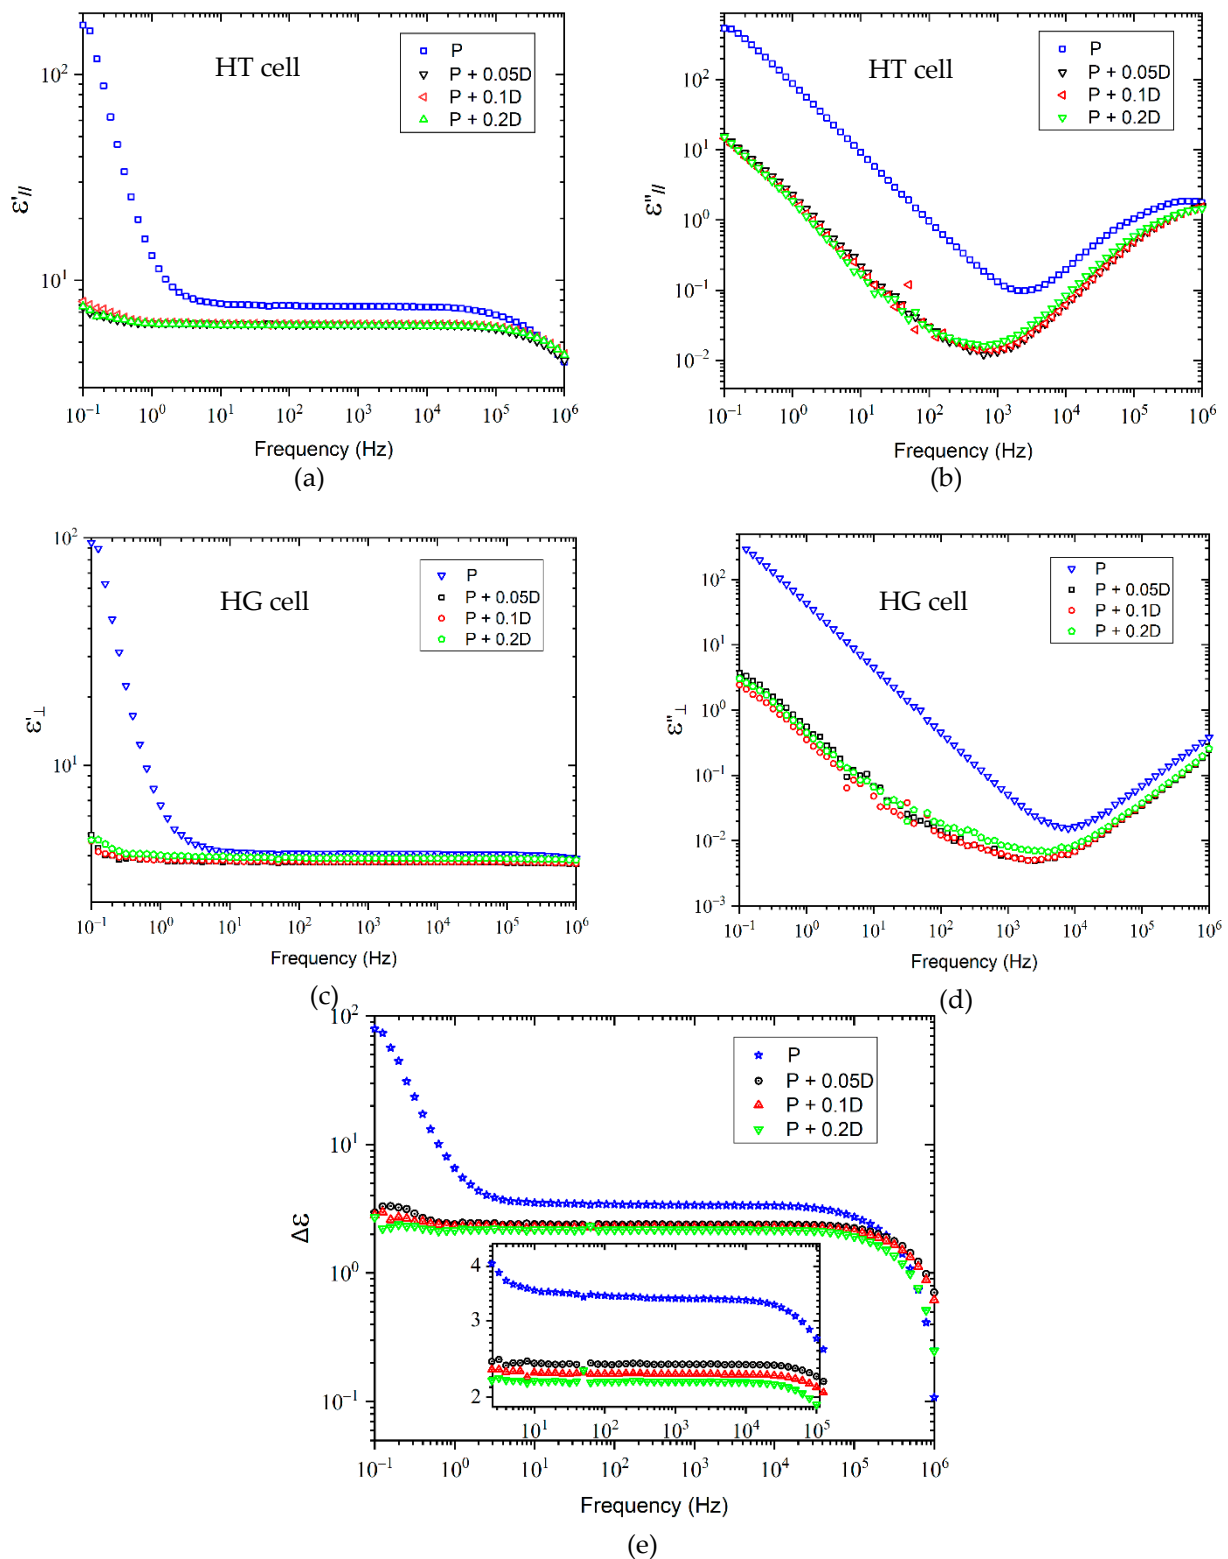 HT cell
P
P + 0.05D
P + 0.1D
P + 0.2D
10²
10¹
ε'//
10⁻¹ 10⁰ 10¹ 10² 10³ 10⁴ 10⁵ 10⁶
Frequency (Hz)
(a)
HT cell
P
P + 0.05D
P + 0.1D
P + 0.2D
10²
10¹
10⁰
10⁻¹
10⁻²
ε''//
10⁻¹ 10⁰ 10¹ 10² 10³ 10⁴ 10⁵ 10⁶
Frequency (Hz)
(b)
HG cell
P
P + 0.05D
P + 0.1D
P + 0.2D
10²
10¹
ε'⊥
10⁻¹ 10⁰ 10¹ 10² 10³ 10⁴ 10⁵ 10⁶
Frequency (Hz)
(c)
HG cell
P
P + 0.05D
P + 0.1D
P + 0.2D
10²
10¹
10⁰
10⁻¹
10⁻²
10⁻³
ε''⊥
10⁻¹ 10⁰ 10¹ 10² 10³ 10⁴ 10⁵ 10⁶
Frequency (Hz)
(d)
P
P + 0.05D
P + 0.1D
P + 0.2D
10²
10¹
10⁰
10⁻¹
Δε
4
3
2
10¹ 10² 10³ 10⁴ 10⁵
10⁻¹ 10⁰ 10¹ 10² 10³ 10⁴ 10⁵ 10⁶
Frequency (Hz)
(e)